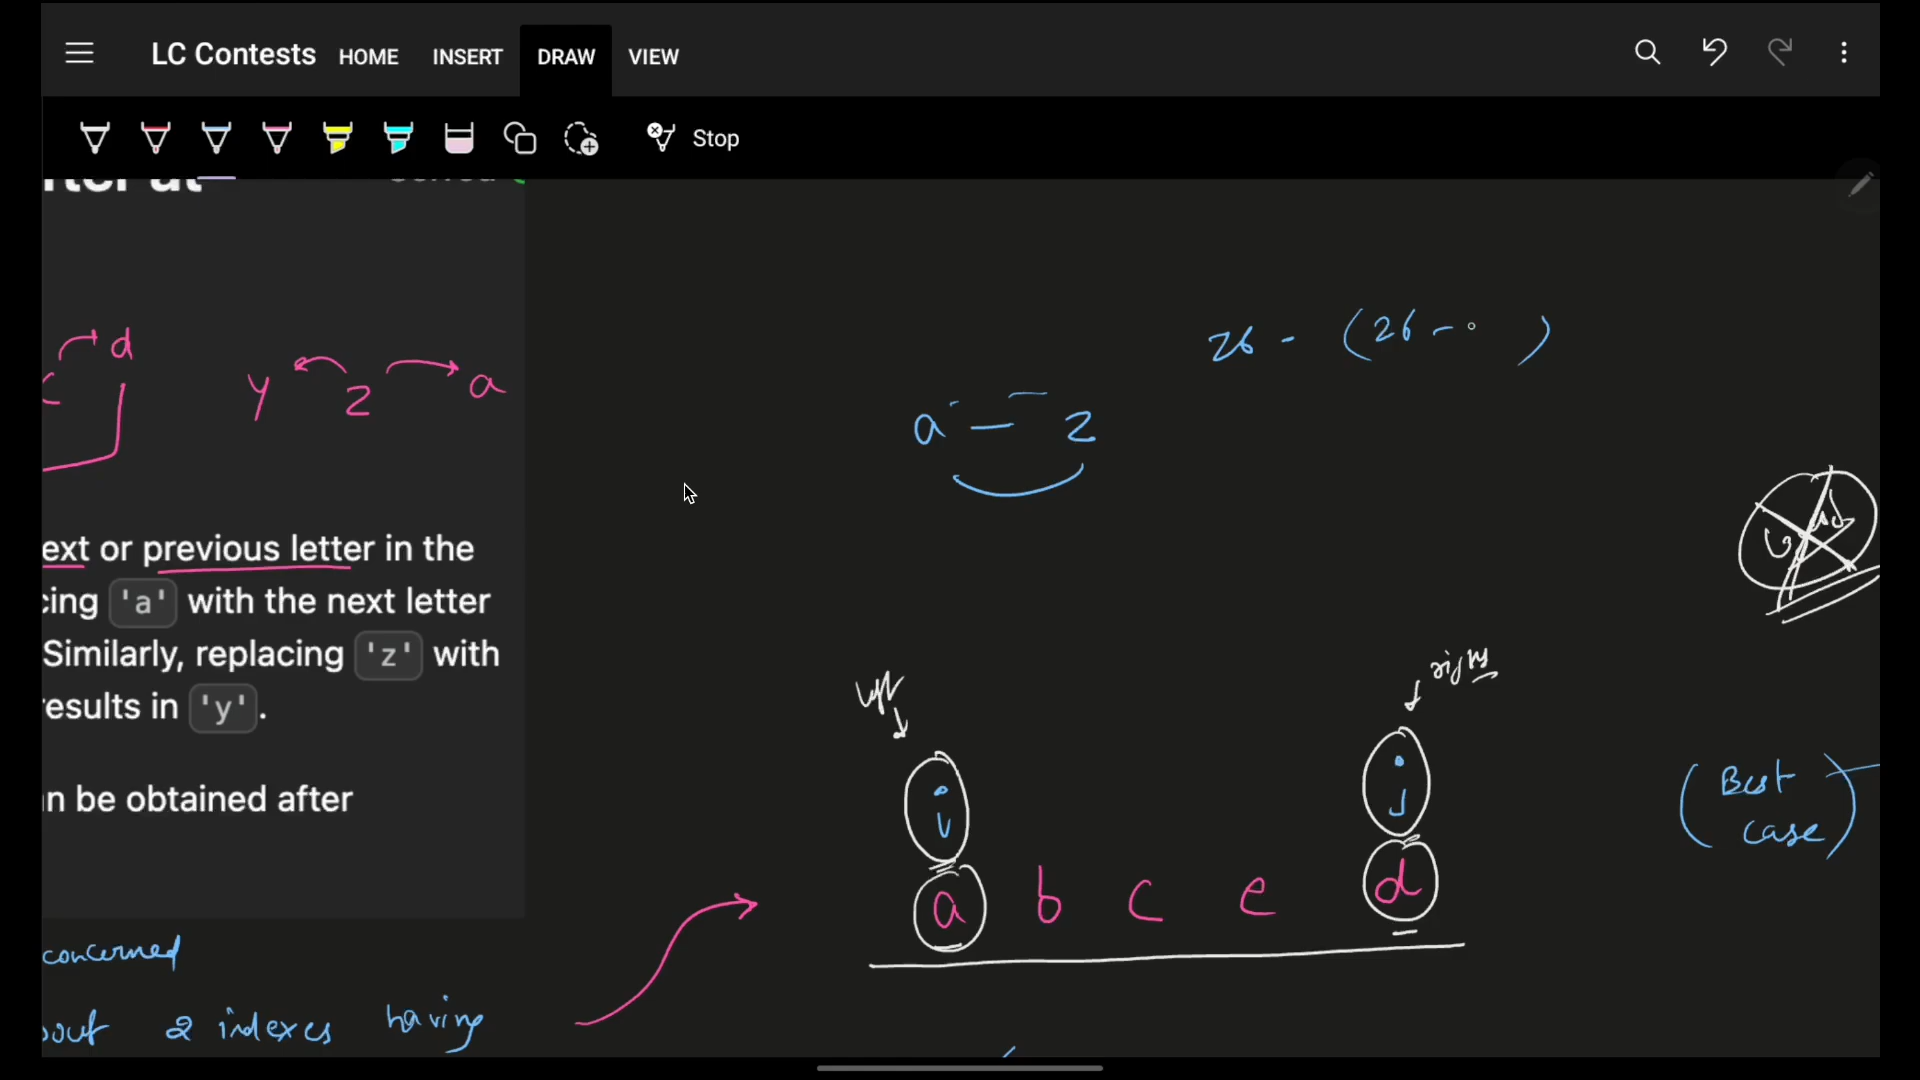 LC Contests HOME INSERT DRAW VIEW
Stop
d
y z a
26 - (26 - )
a - z
ext or previous letter in the
cing 'a' with the next letter
Similarly, replacing 'z' with
esults in 'y'.
n be obtained after
left
right
i
j
a b c e d
(Best
case)
concerned
out 2 indexes having